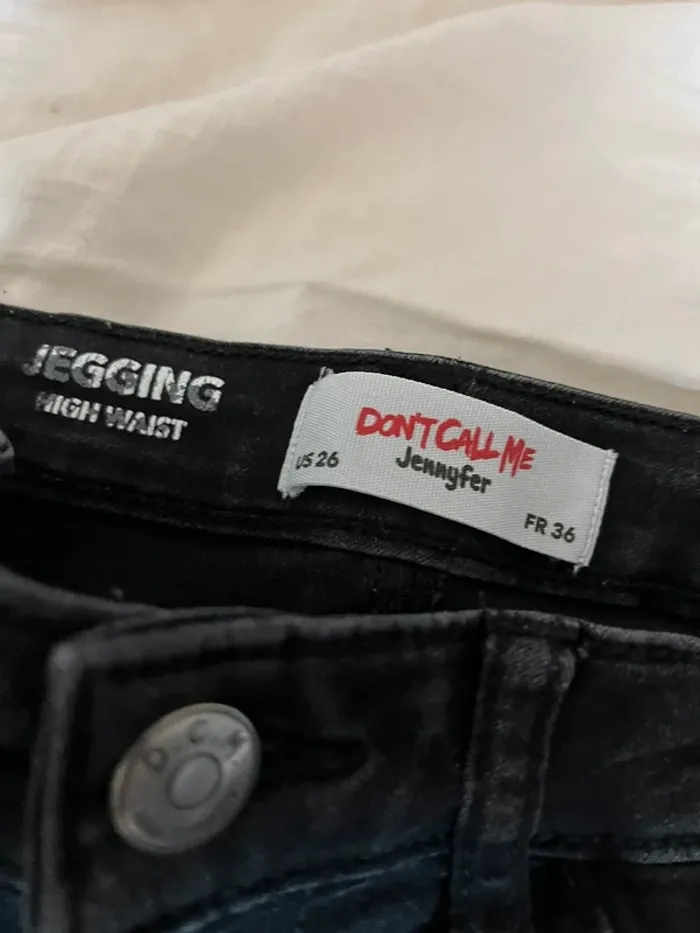 JEGGING
HIGH WAIST
DON'T CALL ME
Jennyfer
US 26
FR 36